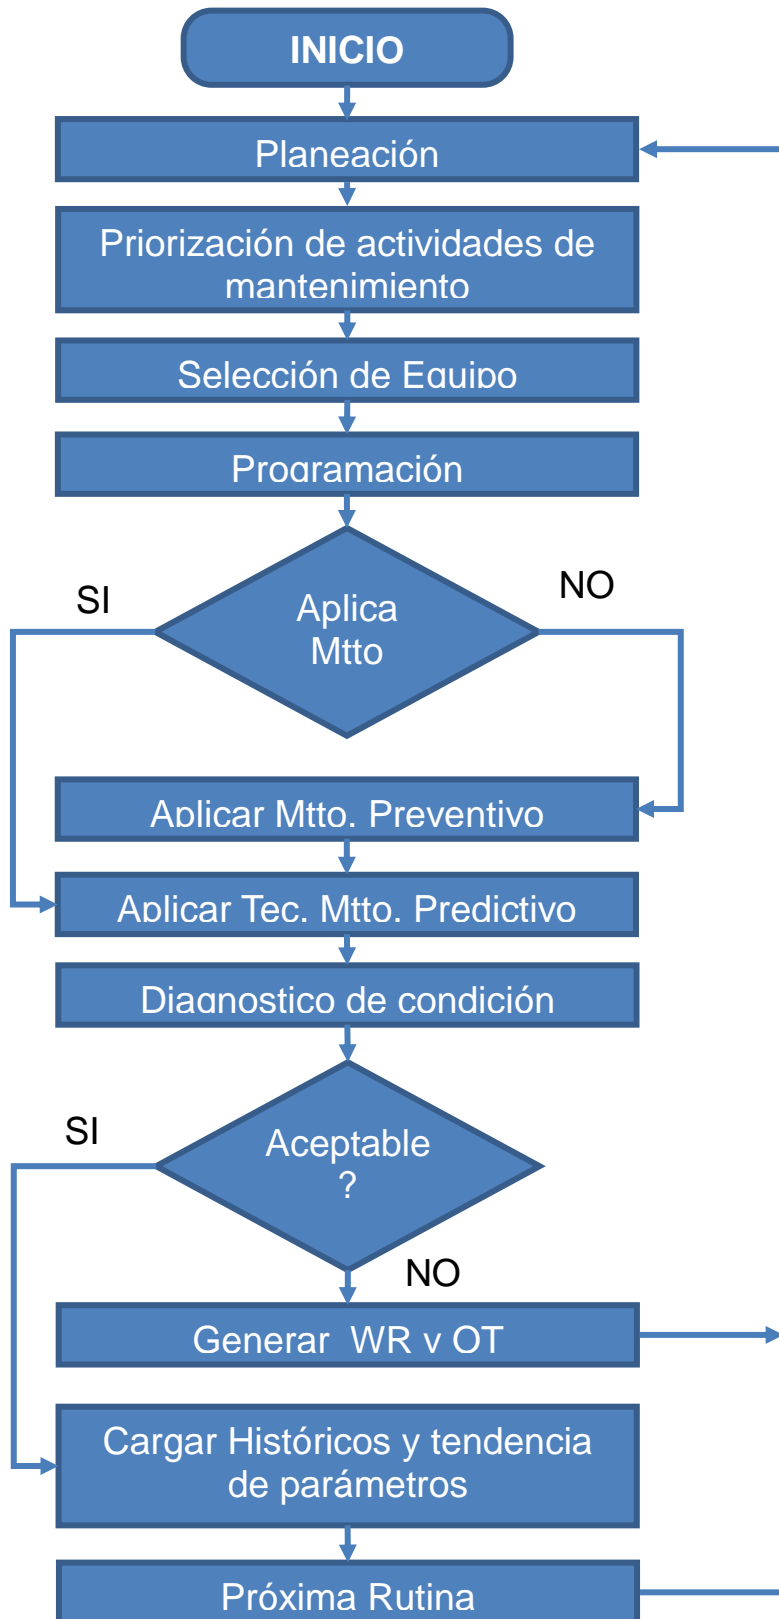 INICIO
Planeación
Priorización de actividades de
mantenimiento
Selección de Equipo
Programación
SI
NO
Aplica
Mtto
Aplicar Mtto. Preventivo
Aplicar Tec. Mtto. Predictivo
Diagnostico de condición
SI
Aceptable
?
NO
Generar WR y OT
Cargar Históricos y tendencia
de parámetros
Próxima Rutina